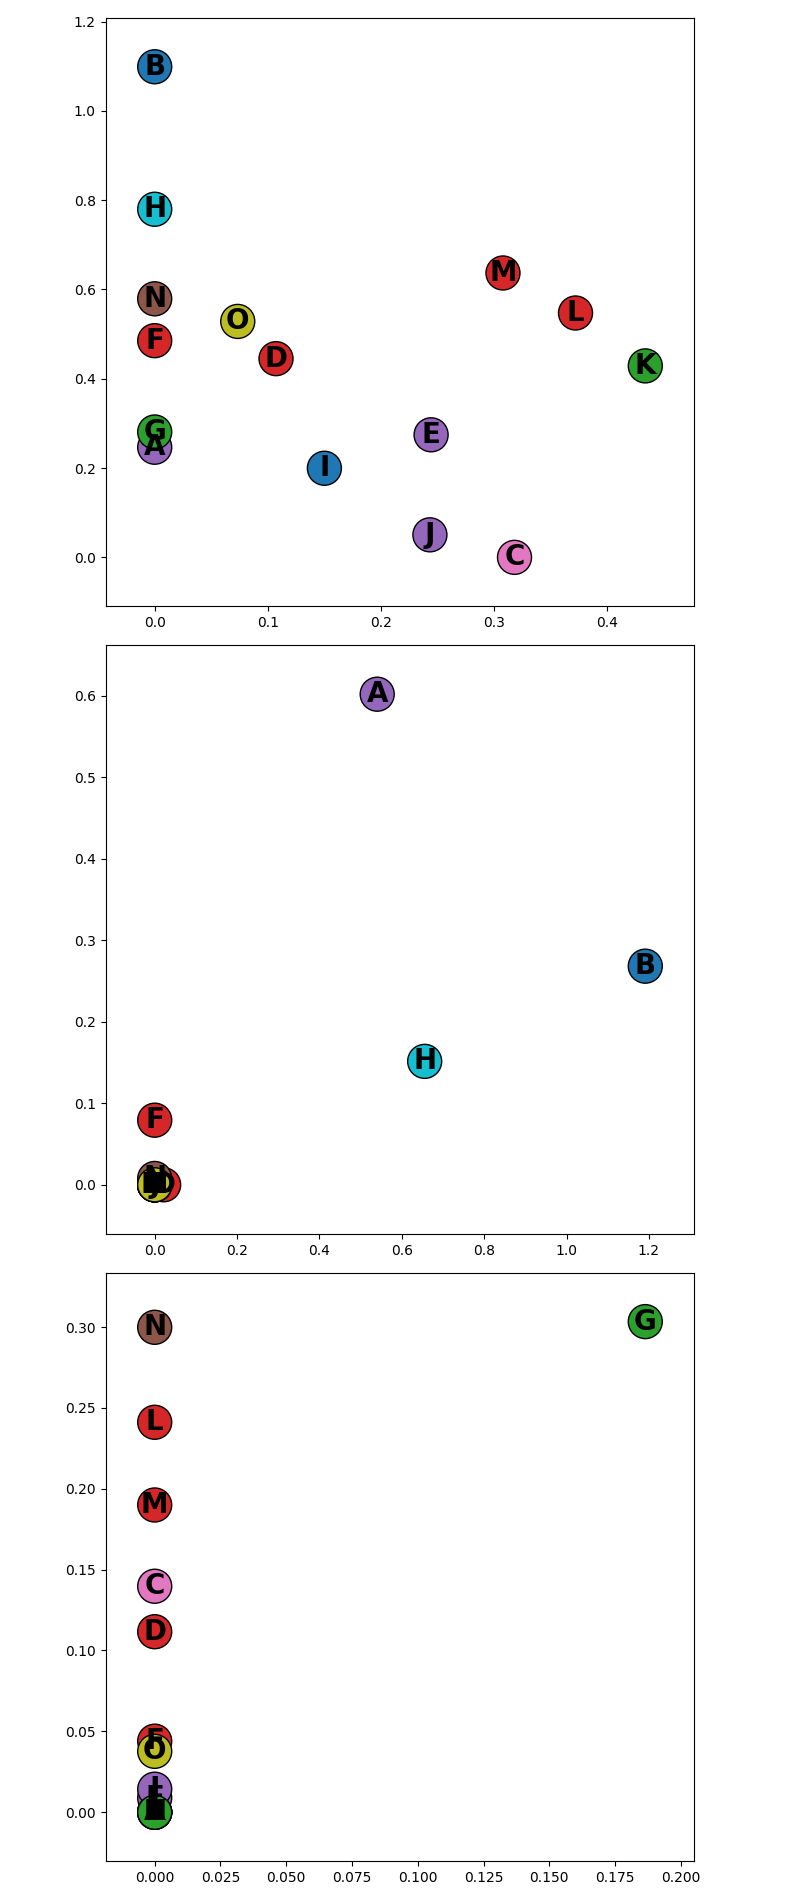 1.2
B
1.0
H
0.8
M
0.6
N
O
L
F
D
K
0.4
G
E
A
I
0.2
J
C
0.0
0.0 0.1 0.2 0.3 0.4
A
0.6
0.5
0.4
0.3
B
0.2
H
0.1
F
N
0.0
D
0.0 0.2 0.4 0.6 0.8 1.0 1.2
G
0.30
N
0.25
L
0.20
M
0.15
C
0.10
D
0.05
F
O
J
E
0.00
0.000 0.025 0.050 0.075 0.100 0.125 0.150 0.175 0.200